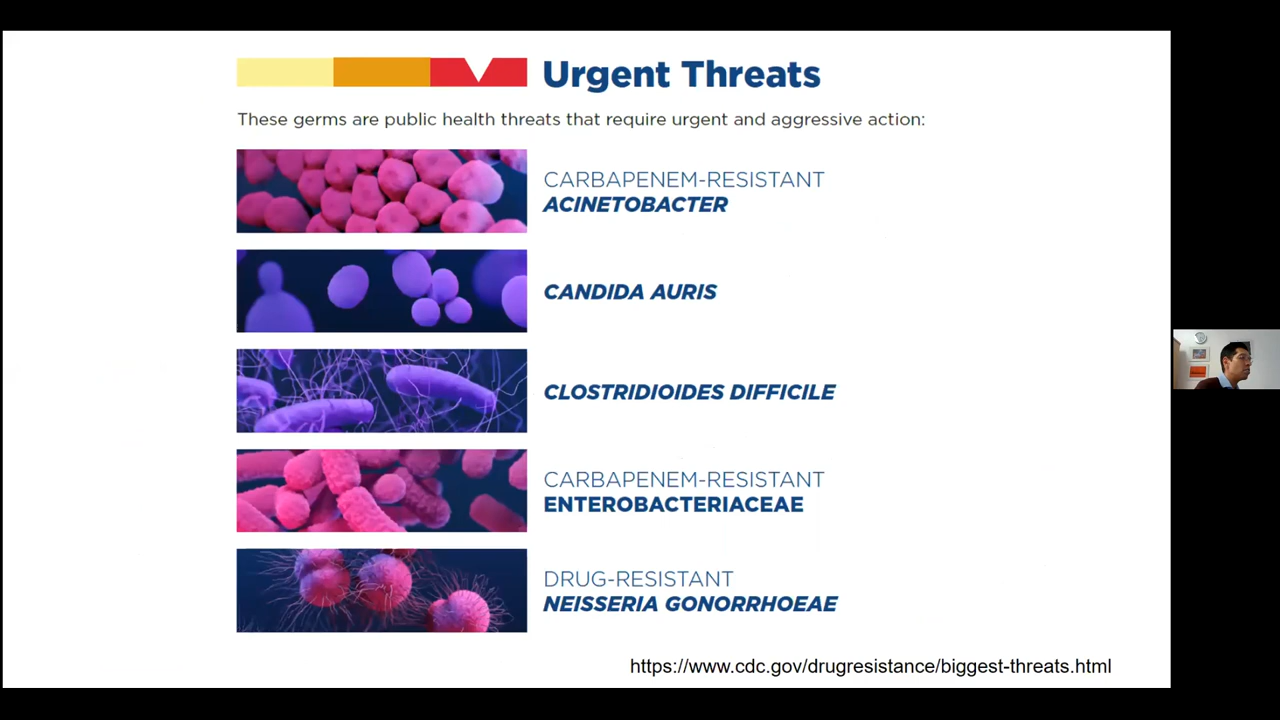 Urgent Threats
These germs are public health threats that require urgent and aggressive action:
CARBAPENEM-RESISTANT
ACINETOBACTER
CANDIDA AURIS
CLOSTRIDIOIDES DIFFICILE
CARBAPENEM-RESISTANT
ENTEROBACTERIACEAE
DRUG-RESISTANT
NEISSERIA GONORRHOEAE
https://www.cdc.gov/drugresistance/biggest-threats.html